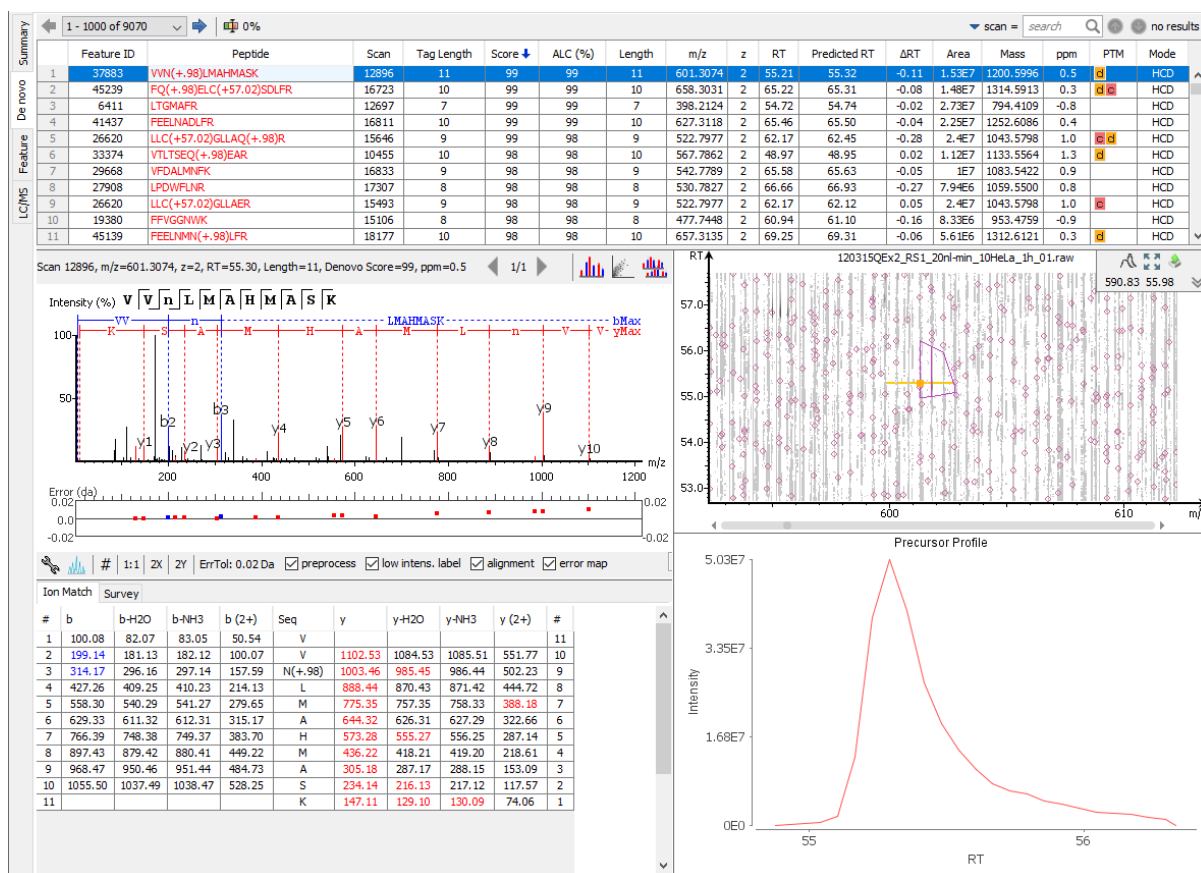 1 - 1000 of 9070 0% scan = search no results
Feature ID Peptide Scan Tag Length Score ALC (%) Length m/z z RT Predicted RT ΔRT Area Mass ppm PTM Mode
1 37883 VVN(+.98)LMAHMASK 12896 11 99 99 11 601.3074 2 55.21 55.32 -0.11 1.53E7 1200.5996 0.5 d HCD
2 45239 FQ(+.98)ELC(+57.02)SDLFR 16723 10 99 99 10 658.3031 2 65.22 65.31 -0.08 1.48E7 1314.5913 0.3 d c HCD
3 6411 LTGMAFR 12697 7 99 99 7 398.2124 2 54.72 54.74 -0.02 2.73E7 794.4109 -0.8 HCD
4 41437 FEELNADLFR 16811 10 99 99 10 627.3118 2 65.46 65.50 -0.04 2.25E7 1252.6086 0.4 HCD
5 26620 LLC(+57.02)GLLAQ(+.98)R 15646 9 99 99 9 522.7977 2 62.17 62.45 -0.28 2.4E7 1043.5798 1.0 c d HCD
6 33374 VTLTSEQ(+.98)EAR 10455 10 98 98 10 567.7862 2 48.97 48.95 0.02 1.12E7 1133.5564 1.3 d HCD
7 29668 VFDALMNFK 16833 9 98 98 9 542.7789 2 65.58 65.63 -0.05 1E7 1083.5422 0.9 HCD
8 27908 LPDWFLNR 17307 8 98 98 8 530.7827 2 66.66 66.93 -0.27 7.94E6 1059.5500 0.8 HCD
9 26620 LLC(+57.02)GLLAER 15493 9 98 98 9 522.7977 2 62.17 62.12 0.05 2.4E7 1043.5798 1.0 c HCD
10 19380 FFVGGNWK 15106 8 98 98 8 477.7448 2 60.94 61.10 -0.16 8.33E6 953.4759 -0.9 HCD
11 45139 FEELNMN(+.98)LFR 18177 10 98 98 10 657.3135 2 69.25 69.31 -0.06 5.61E6 1312.6121 0.3 d HCD
Summary
De novo
Feature
LC/MS
Scan 12896, m/z=601.3074, z=2, RT=55.30, Length=11, Denovo Score=99, ppm=0.5 1/1
Intensity (%) V V n L M A H M A S K
VV n LMAHMASK bMax
K S A M H A M L n V V yMax
100
50
y1 b2 y2 y3 b3 y4 y5 y6 y7 y8 y9 y10
200 400 600 800 1000 1200 m/z
Error (da)
0.02 0.02
0.0
-0.02 -0.02
# 1:1 2X 2Y ErrTol: 0.02 Da preprocess low intens. label alignment error map
Ion Match Survey
# b b-H2O b-NH3 b (2+) Seq y y-H2O y-NH3 y (2+) #
1 100.08 82.07 83.05 50.54 V 11
2 199.14 181.13 182.12 100.07 V 1102.53 1084.53 1085.51 551.77 10
3 314.17 296.16 297.14 157.59 N(+.98) 1003.46 985.45 986.44 502.23 9
4 427.26 409.25 410.23 214.13 L 888.44 870.43 871.42 444.72 8
5 558.30 540.29 541.27 279.65 M 775.35 757.35 758.33 388.18 7
6 629.33 611.32 612.31 315.17 A 644.32 626.31 627.29 322.66 6
7 766.39 748.38 749.37 383.70 H 573.28 555.27 556.25 287.14 5
8 897.43 879.42 880.41 449.22 M 436.22 418.21 419.20 218.61 4
9 968.47 950.46 951.44 484.73 A 305.18 287.17 288.15 153.09 3
10 1055.50 1037.49 1038.47 528.25 S 234.14 216.13 217.12 117.57 2
11 K 147.11 129.10 130.09 74.06 1
RT 120315QEx2_RS1_20nl-min_10HeLa_1h_01.raw
590.83 55.98
57.0
56.0
55.0
54.0
53.0
600 610 m/
Precursor Profile
5.03E7
3.35E7
1.68E7
0E0
Intensity
55 56
RT